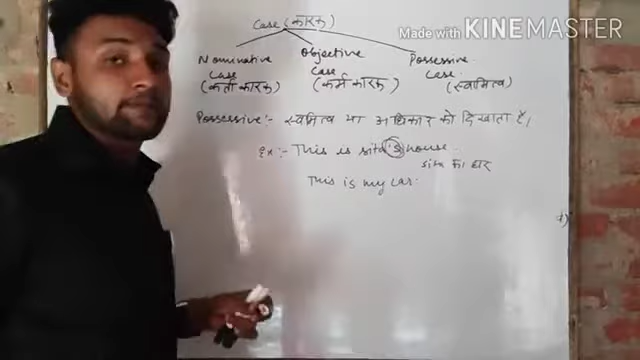 Made with KINEMASTER
Case (कारक)
Nominative Case (कर्ता कारक)
Objective Case (कर्म कारक)
Possessive Case (स्वामित्व)
Possessive:- स्वामित्व या अधिकार को दिखाता है,
Ex:- This is sita's house.
sita का
This is my car.